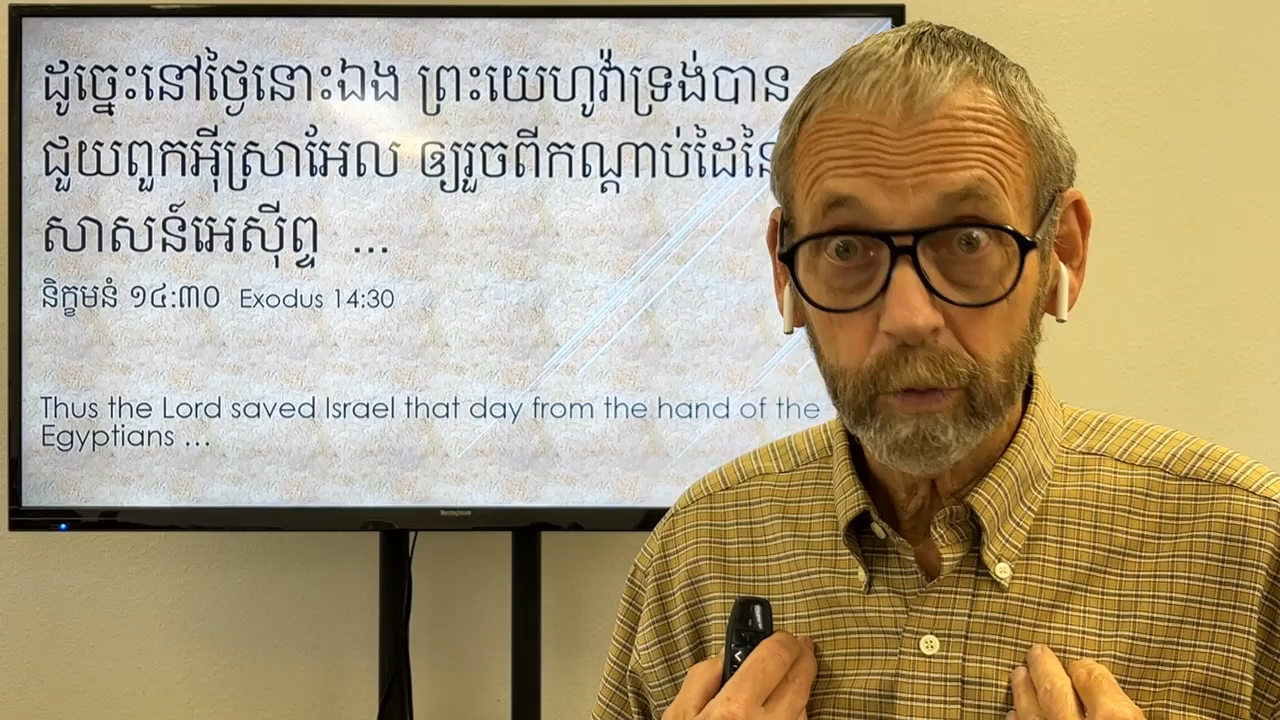 ដូច្នេះនៅថ្ងៃនោះឯង ព្រះយេហូវ៉ាទ្រង់បាន
ជួយពួកអ៊ីស្រាអែល ឲ្យរួចពីកណ្តាប់ដៃនៃ
សាសន៍អេស៊ីព្ទ ...
និក្ខមនំ ១៤:៣០ Exodus 14:30
Thus the Lord saved Israel that day from the hand of the
Egyptians ...
Westinghouse